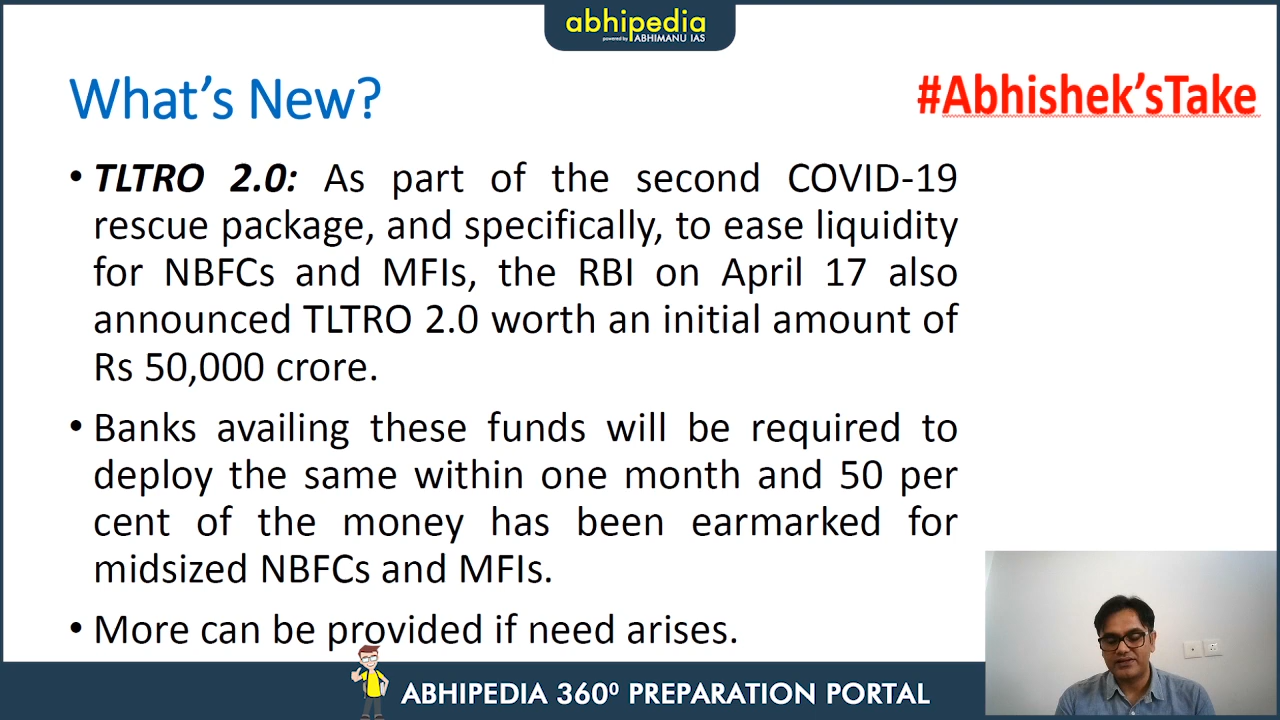 abhipedia
powered by ABHIMANU IAS
What's New?
#Abhishek'sTake
• TLTRO 2.0: As part of the second COVID-19
rescue package, and specifically, to ease liquidity
for NBFCs and MFIs, the RBI on April 17 also
announced TLTRO 2.0 worth an initial amount of
Rs 50,000 crore.
• Banks availing these funds will be required to
deploy the same within one month and 50 per
cent of the money has been earmarked for
midsized NBFCs and MFIs.
• More can be provided if need arises.
ABHIPEDIA 360⁰ PREPARATION PORTAL